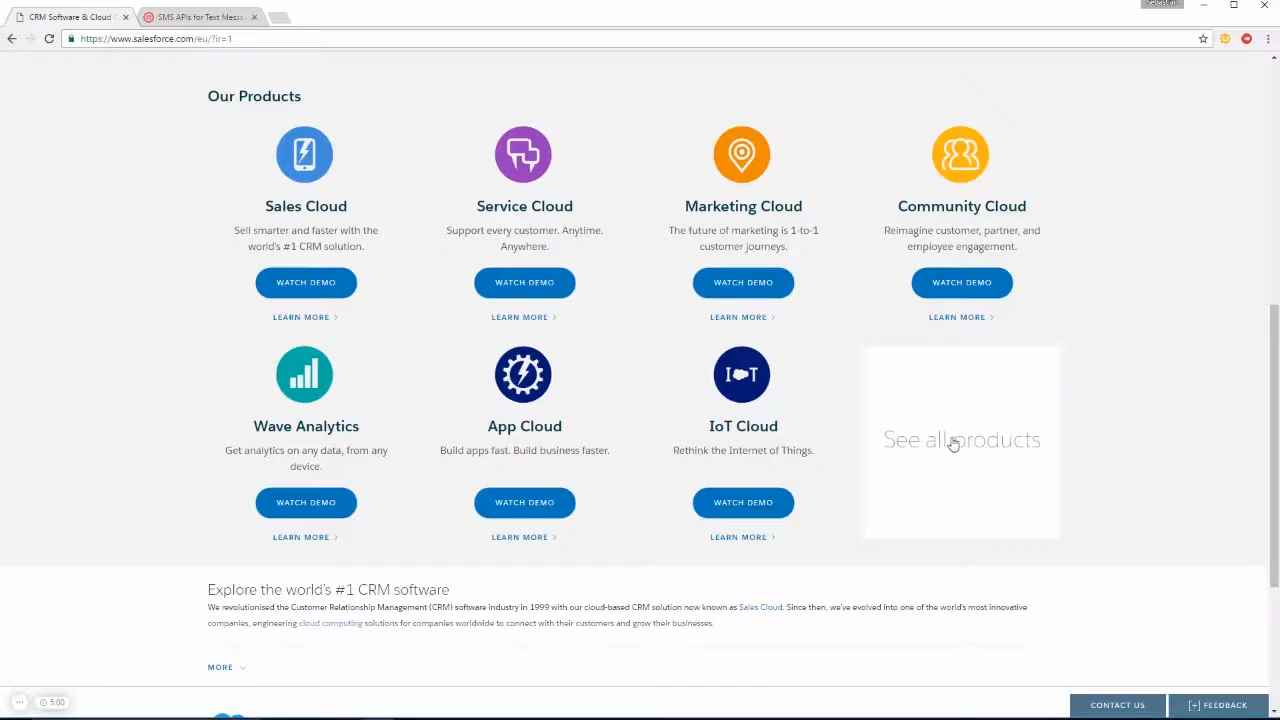 CRM Software & Cloud C
SMS APIs for Text Mess
Sebastian
https://www.salesforce.com/eu/?ir=1
Our Products
Sales Cloud
Service Cloud
Marketing Cloud
Community Cloud
Sell smarter and faster with the
world's #1 CRM solution.
Support every customer. Anytime.
Anywhere.
The future of marketing is 1-to-1
customer journeys.
Reimagine customer, partner, and
employee engagement.
WATCH DEMO
WATCH DEMO
WATCH DEMO
WATCH DEMO
LEARN MORE
LEARN MORE
LEARN MORE
LEARN MORE
IoT
Wave Analytics
App Cloud
IoT Cloud
See all products
Get analytics on any data, from any
device.
Build apps fast. Build business faster.
Rethink the Internet of Things.
WATCH DEMO
WATCH DEMO
WATCH DEMO
LEARN MORE
LEARN MORE
LEARN MORE
Explore the world's #1 CRM software
We revolutionised the Customer Relationship Management (CRM) software industry in 1999 with our cloud-based CRM solution now known as Sales Cloud. Since then, we've evolved into one of the world's most innovative
companies, engineering cloud computing solutions for companies worldwide to connect with their customers and grow their businesses.
MORE
5:00
CONTACT US
[+] FEEDBACK